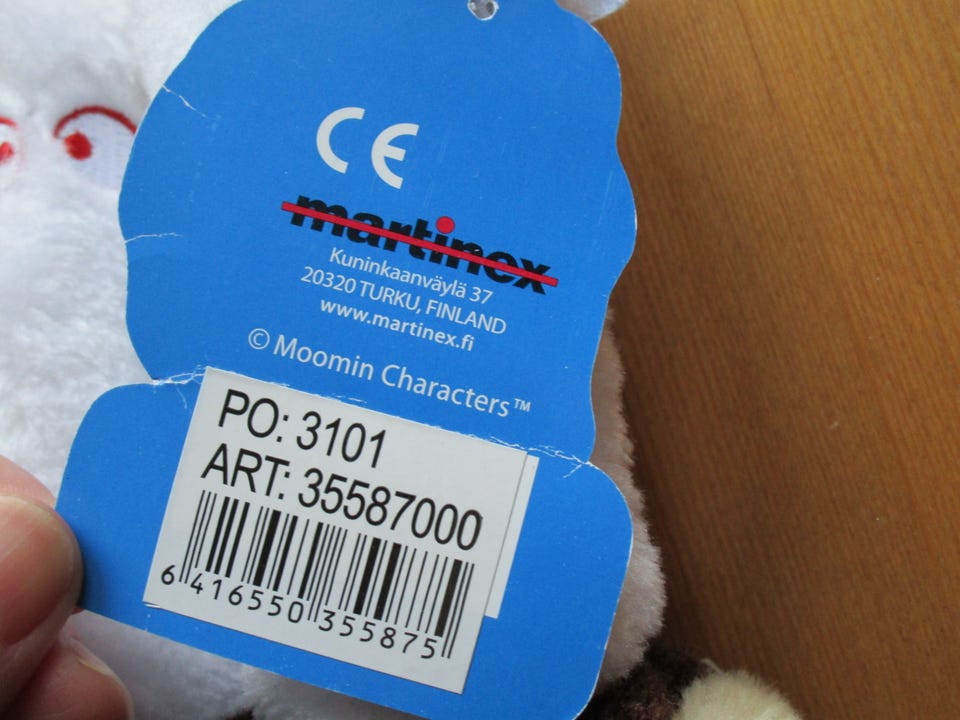 CE
martinex
Kuninkaanväylä 37
20320 TURKU, FINLAND
www.martinex.fi
© Moomin Characters™
PO: 3101
ART: 35587000
6 416550 355875